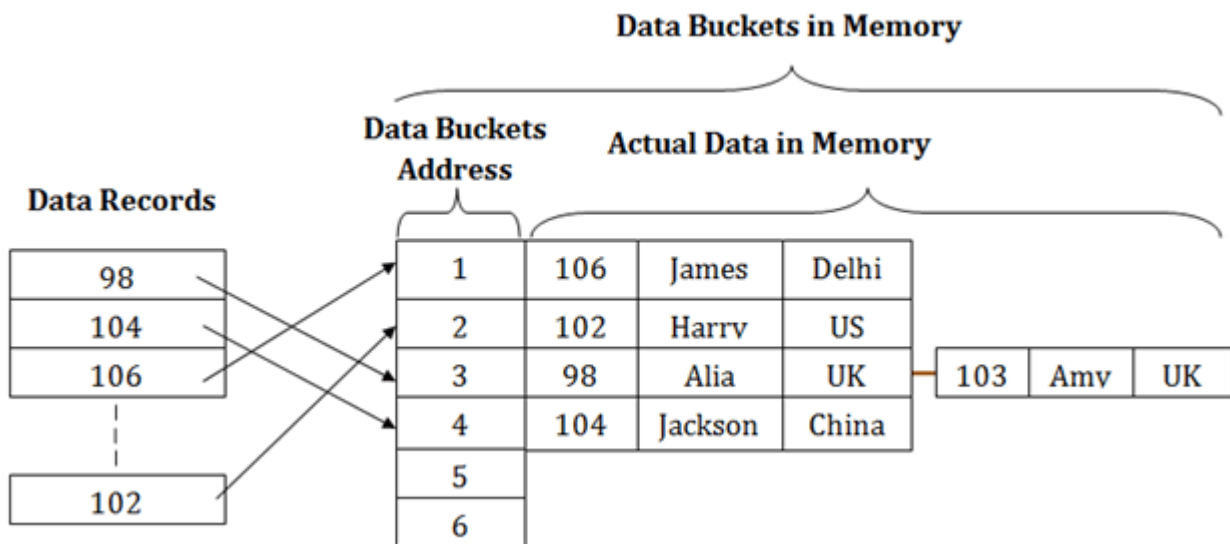 Data Buckets in Memory
Data Buckets
Address
Actual Data in Memory
Data Records
98
104
106
102
1 106 James Delhi
2 102 Harry US
3 98 Alia UK 103 Amy UK
4 104 Jackson China
5
6